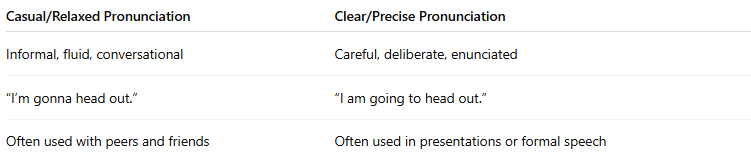 Casual/Relaxed Pronunciation Clear/Precise Pronunciation
Informal, fluid, conversational Careful, deliberate, enunciated
“I’m gonna head out.” “I am going to head out.”
Often used with peers and friends Often used in presentations or formal speech